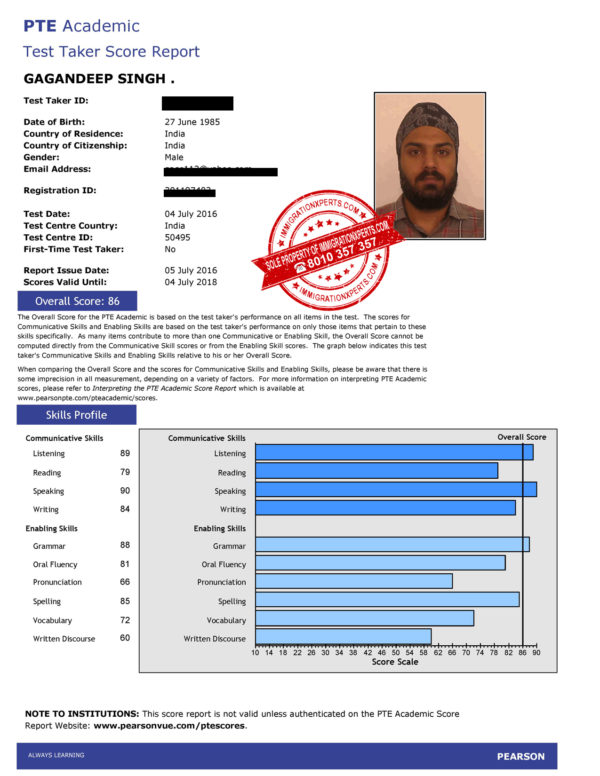 PTE Academic
Test Taker Score Report
GAGANDEEP SINGH .
Test Taker ID:
Date of Birth: 27 June 1985
Country of Residence: India
Country of Citizenship: India
Gender: Male
Email Address:
Registration ID:
Test Date: 04 July 2016
Test Centre Country: India
Test Centre ID: 50495
First-Time Test Taker: No
Report Issue Date: 05 July 2016
Scores Valid Until: 04 July 2018
IMMIGRATIONXPERTS.COM
SOLE PROPERTY OF IMMIGRATIONXPERTS.COM
☎8010 357 357
IMMIGRATIONXPERTS.COM
Overall Score: 86
The Overall Score for the PTE Academic is based on the test taker's performance on all items in the test. The scores for
Communicative Skills and Enabling Skills are based on the test taker's performance on only those items that pertain to these
skills specifically. As many items contribute to more than one Communicative or Enabling Skill, the Overall Score cannot be
computed directly from the Communicative Skill scores or from the Enabling Skill scores. The graph below indicates this test
taker's Communicative Skills and Enabling Skills relative to his or her Overall Score.
When comparing the Overall Score and the scores for Communicative Skills and Enabling Skills, please be aware that there is
some imprecision in all measurement, depending on a variety of factors. For more information on interpreting PTE Academic
scores, please refer to Interpreting the PTE Academic Score Report which is available at
www.pearsonpte.com/pteacademic/scores.
Skills Profile
Communicative Skills
Listening 89
Reading 79
Speaking 90
Writing 84
Enabling Skills
Grammar 88
Oral Fluency 81
Pronunciation 66
Spelling 85
Vocabulary 72
Written Discourse 60
Communicative Skills Overall Score
Listening
Reading
Speaking
Writing
Enabling Skills
Grammar
Oral Fluency
Pronunciation
Spelling
Vocabulary
Written Discourse
10 14 18 22 26 30 34 38 42 46 50 54 58 62 66 70 74 78 82 86 90
Score Scale
NOTE TO INSTITUTIONS: This score report is not valid unless authenticated on the PTE Academic Score
Report Website: www.pearsonvue.com/ptescores.
ALWAYS LEARNING PEARSON